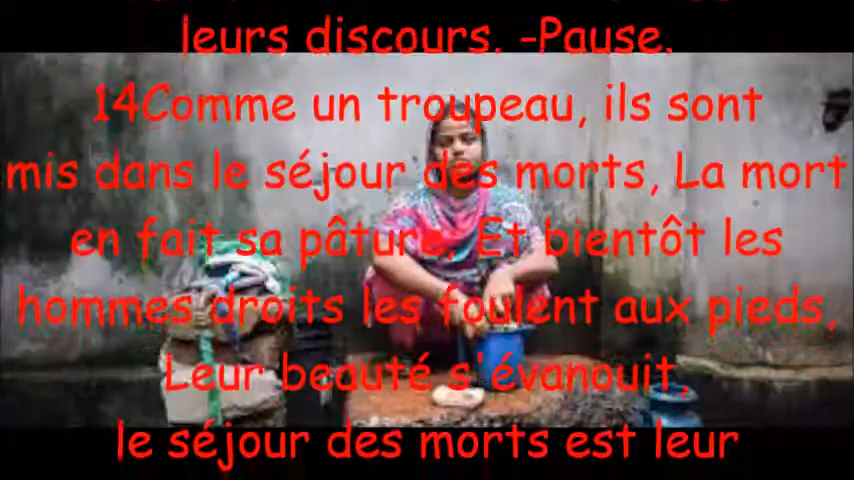 leurs discours. -Pause.
14Comme un troupeau, ils sont
mis dans le séjour des morts, La mort
en fait sa pâture; Et bientôt les
hommes droits les foulent aux pieds,
Leur beauté s'évanouit,
le séjour des morts est leur